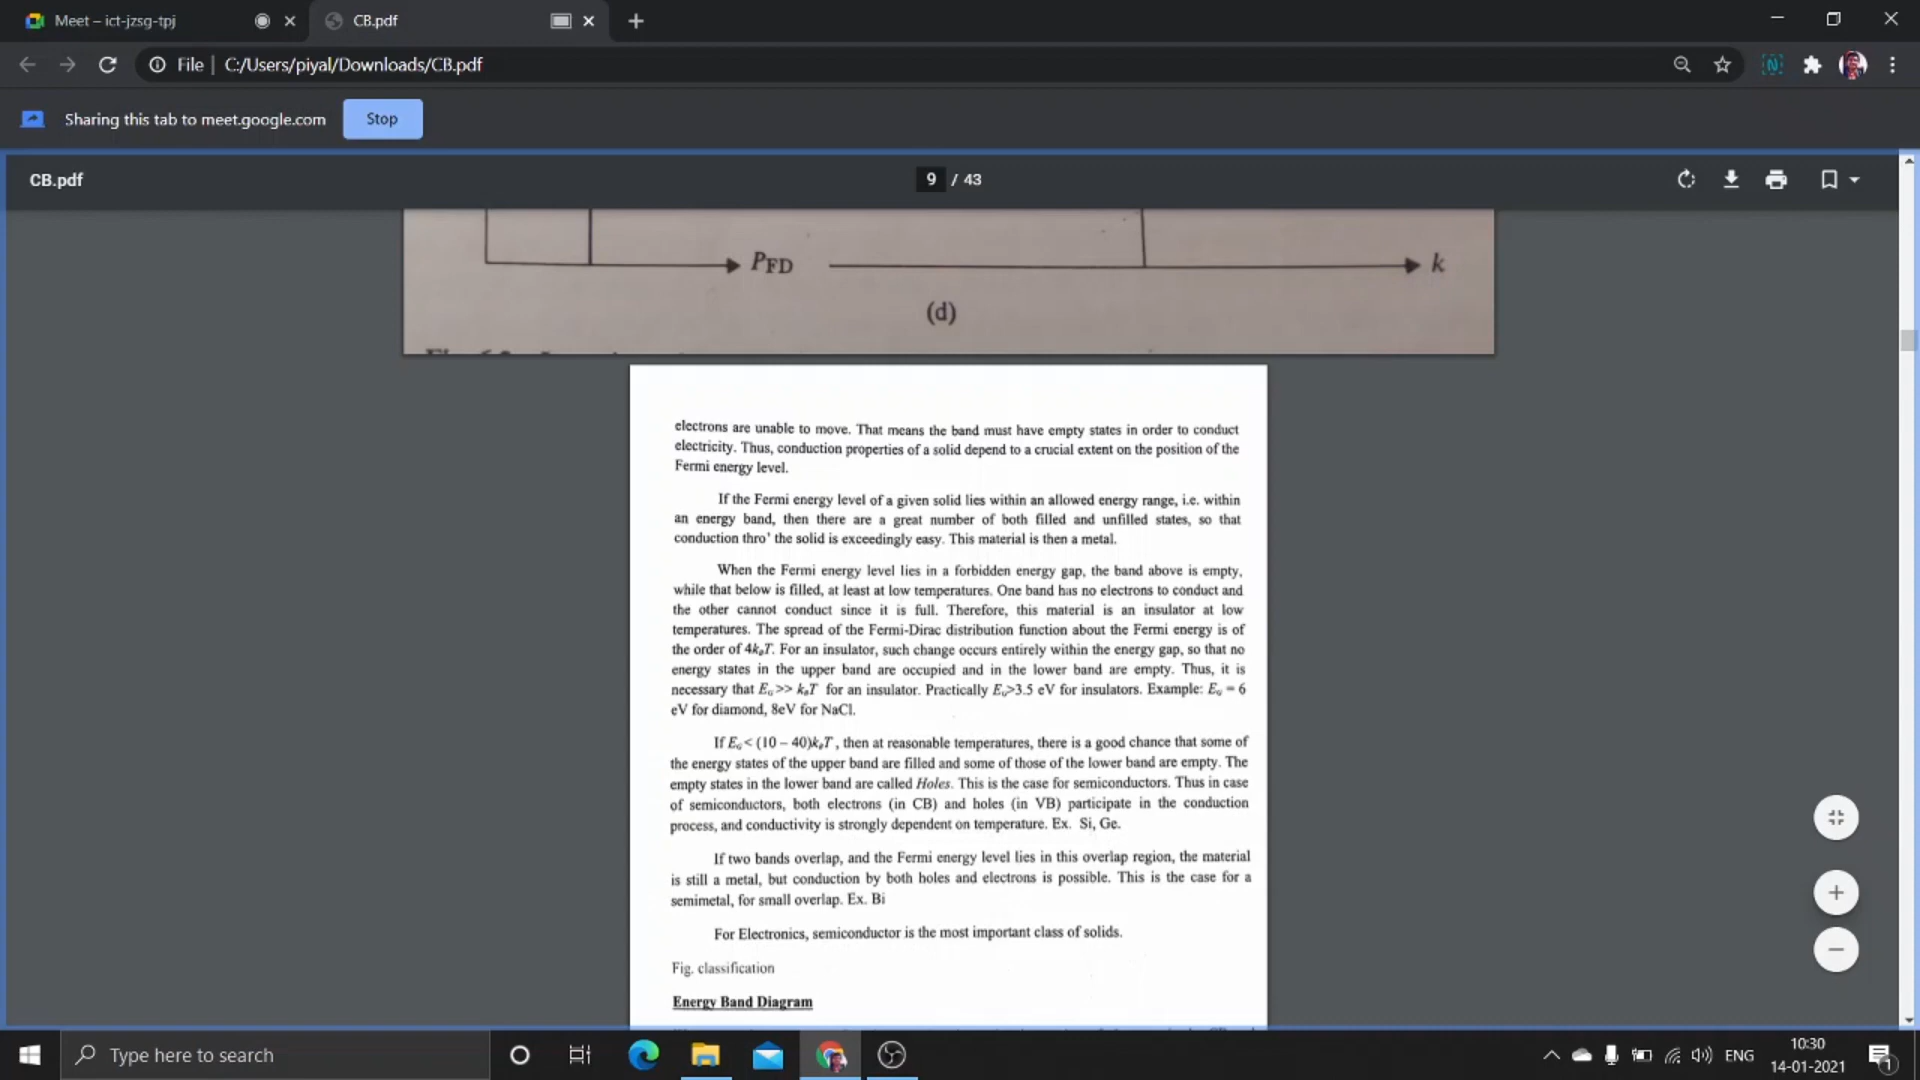 Meet – ict-jzsg-tpj
CB.pdf
File | C:/Users/piyal/Downloads/CB.pdf
Sharing this tab to meet.google.com
Stop
CB.pdf
9 / 43
PFD
k
(d)
electrons are unable to move. That means the band must have empty states in order to conduct
electricity. Thus, conduction properties of a solid depend to a crucial extent on the position of the
Fermi energy level.
If the Fermi energy level of a given solid lies within an allowed energy range, i.e. within
an energy band, then there are a great number of both filled and unfilled states, so that
conduction thro' the solid is exceedingly easy. This material is then a metal.
When the Fermi energy level lies in a forbidden energy gap, the band above is empty,
while that below is filled, at least at low temperatures. One band has no electrons to conduct and
the other cannot conduct since it is full. Therefore, this material is an insulator at low
temperatures. The spread of the Fermi-Dirac distribution function about the Fermi energy is of
the order of 4kBT. For an insulator, such change occurs entirely within the energy gap, so that no
energy states in the upper band are occupied and in the lower band are empty. Thus, it is
necessary that EG >> kBT for an insulator. Practically EG>3.5 eV for insulators. Example: EG = 6
eV for diamond, 8eV for NaCl.
If EG < (10 – 40)kBT , then at reasonable temperatures, there is a good chance that some of
the energy states of the upper band are filled and some of those of the lower band are empty. The
empty states in the lower band are called Holes. This is the case for semiconductors. Thus in case
of semiconductors, both electrons (in CB) and holes (in VB) participate in the conduction
process, and conductivity is strongly dependent on temperature. Ex. Si, Ge.
If two bands overlap, and the Fermi energy level lies in this overlap region, the material
is still a metal, but conduction by both holes and electrons is possible. This is the case for a
semimetal, for small overlap. Ex. Bi
For Electronics, semiconductor is the most important class of solids.
Fig. classification
Energy Band Diagram
Type here to search
ENG
10:30
14-01-2021
1